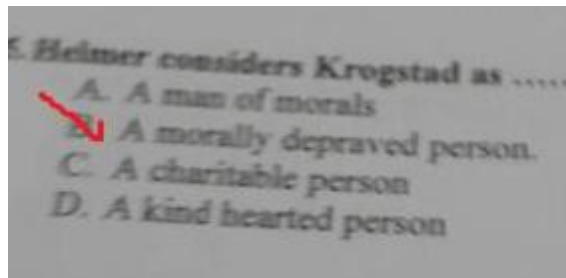 5. Helmer considers Krogstad as .....
A. A man of morals
B. A morally depraved person.
C. A charitable person
D. A kind hearted person